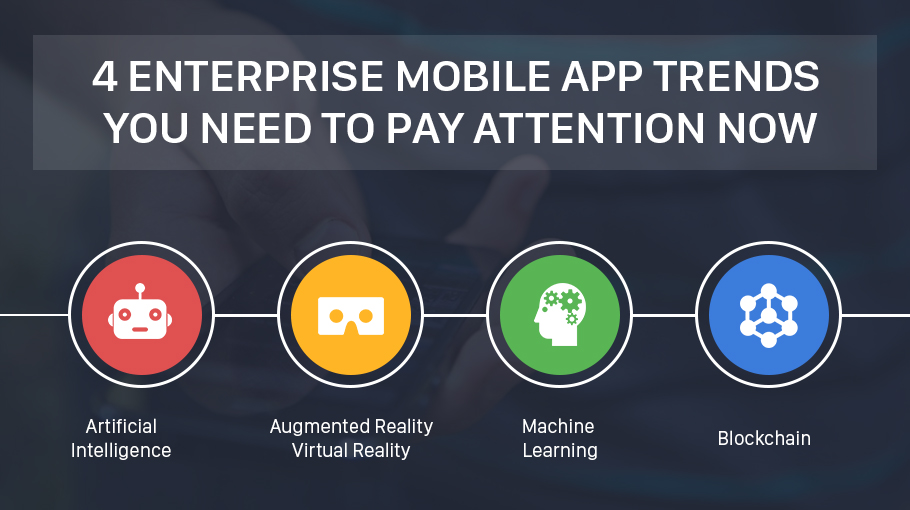 4 ENTERPRISE MOBILE APP TRENDS
YOU NEED TO PAY ATTENTION NOW
Artificial
Intelligence
Augmented Reality
Virtual Reality
Machine
Learning
Blockchain